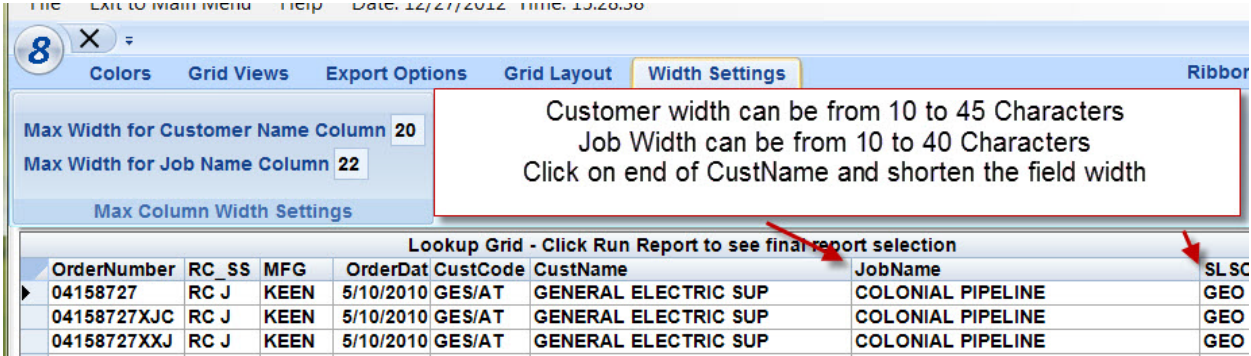 File Exit to Main Menu Help Date: 12/27/2012 Time: 15:28:38
8
Colors Grid Views Export Options Grid Layout Width Settings Ribbon
Customer width can be from 10 to 45 Characters
Job Width can be from 10 to 40 Characters
Click on end of CustName and shorten the field width
Max Width for Customer Name Column 20
Max Width for Job Name Column 22
Max Column Width Settings
Lookup Grid - Click Run Report to see final report selection
OrderNumber RC_SS MFG OrderDat CustCode CustName JobName SLSC
04158727 RC J KEEN 5/10/2010 GES/AT GENERAL ELECTRIC SUP COLONIAL PIPELINE GEO
04158727XJC RC J KEEN 5/10/2010 GES/AT GENERAL ELECTRIC SUP COLONIAL PIPELINE GEO
04158727XXJ RC J KEEN 5/10/2010 GES/AT GENERAL ELECTRIC SUP COLONIAL PIPELINE GEO